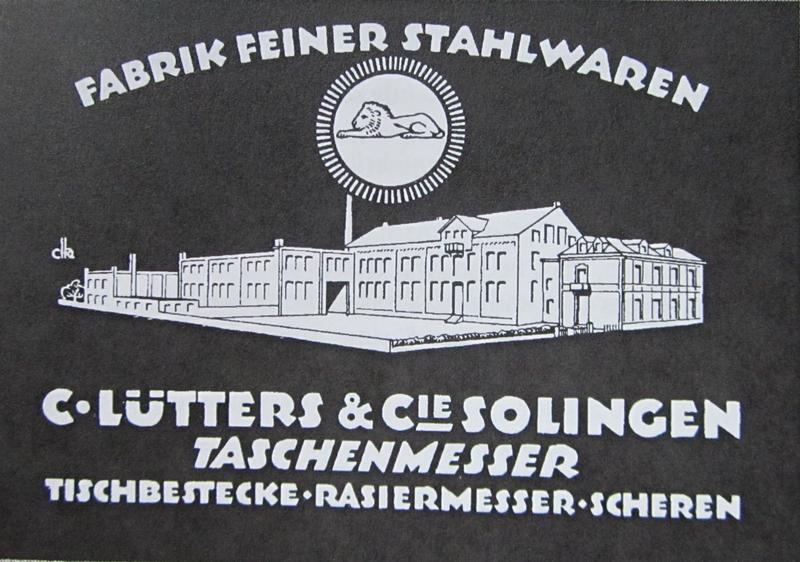 FABRIK FEINER STAHLWAREN
C·LÜTTERS & CIE SOLINGEN
TASCHENMESSER
TISCHBESTECKE·RASIERMESSER·SCHEREN